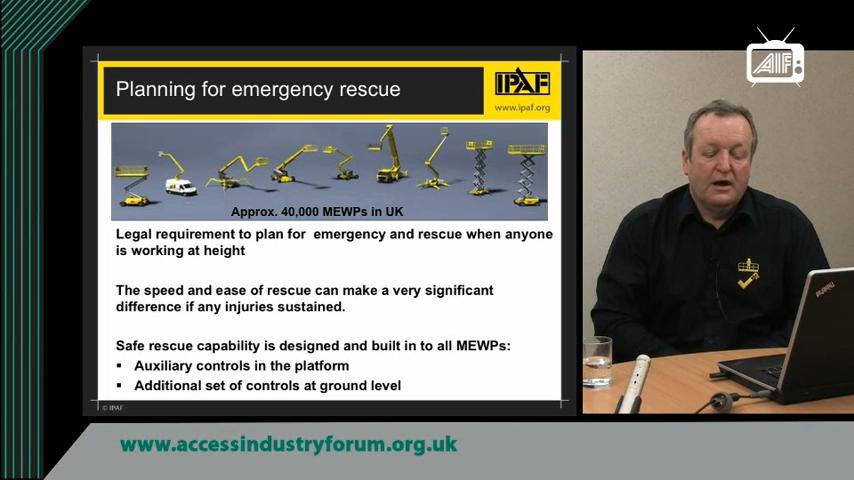 AIF
Planning for emergency rescue
IPAF
www.ipaf.org
Approx. 40,000 MEWPs in UK
Legal requirement to plan for emergency and rescue when anyone
is working at height
The speed and ease of rescue can make a very significant
difference if any injuries sustained.
Safe rescue capability is designed and built in to all MEWPs:
▪ Auxiliary controls in the platform
▪ Additional set of controls at ground level
© IPAF
www.accessindustryforum.org.uk